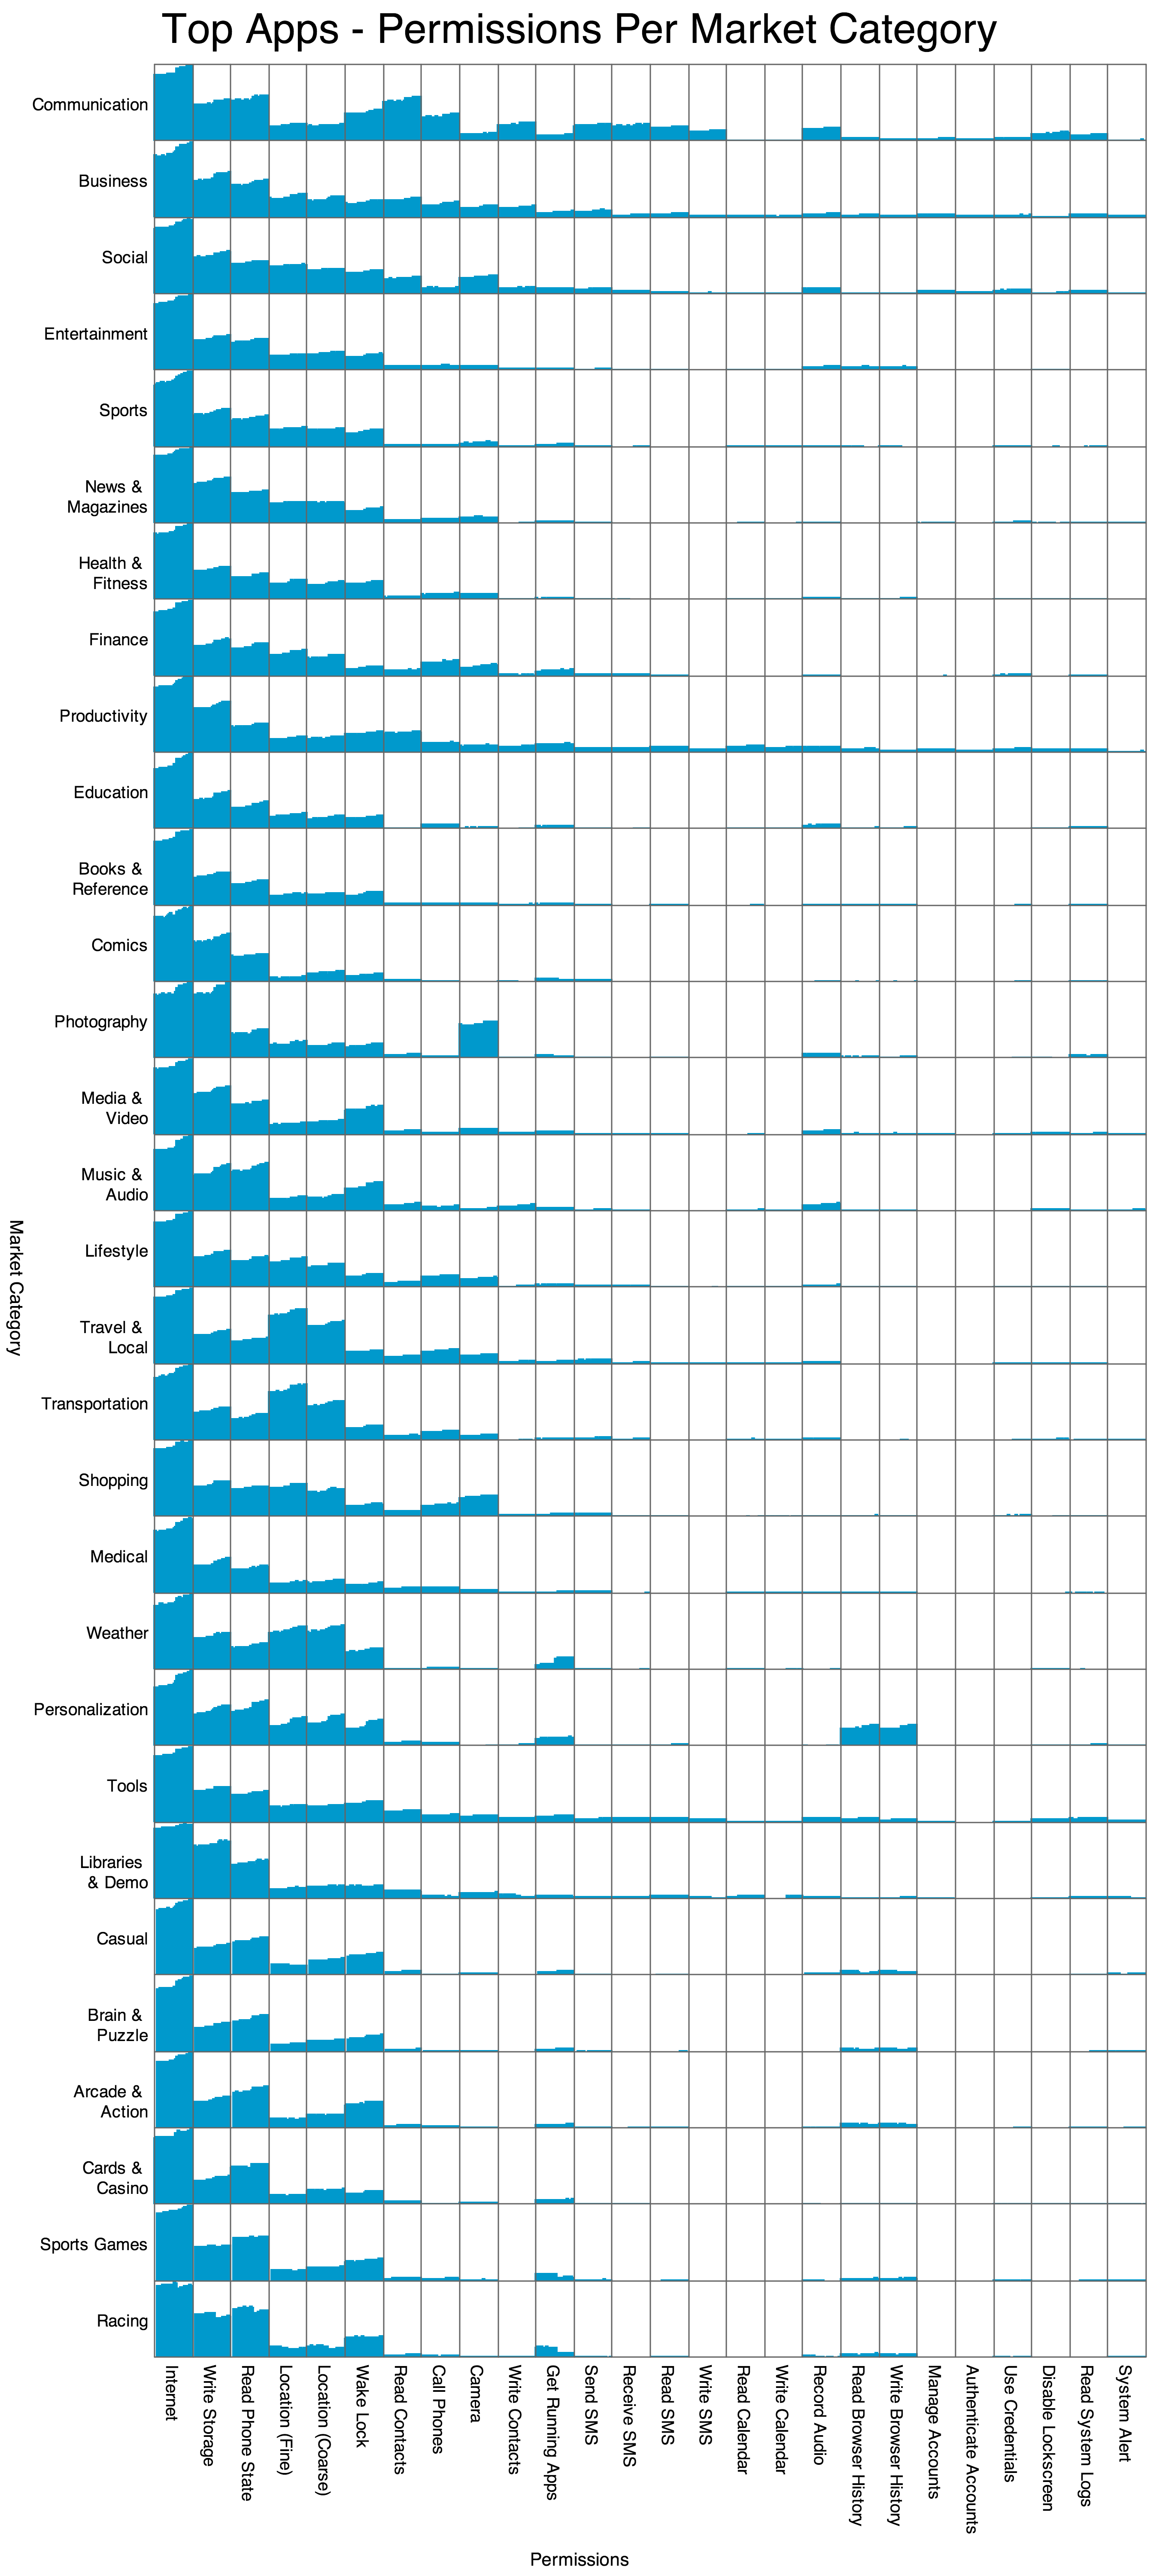 Top Apps - Permissions Per Market Category
Communication
Business
Social
Entertainment
Sports
News &
Magazines
Health &
Fitness
Finance
Productivity
Education
Books &
Reference
Comics
Photography
Media &
Video
Music &
Audio
Lifestyle
Travel &
Local
Transportation
Shopping
Medical
Weather
Personalization
Tools
Libraries
& Demo
Casual
Brain &
Puzzle
Arcade &
Action
Cards &
Casino
Sports Games
Racing
Market Category
Internet
Write Storage
Read Phone State
Location (Fine)
Location (Coarse)
Wake Lock
Read Contacts
Call Phones
Camera
Write Contacts
Get Running Apps
Send SMS
Receive SMS
Read SMS
Write SMS
Read Calendar
Write Calendar
Record Audio
Read Browser History
Write Browser History
Manage Accounts
Authenticate Accounts
Use Credentials
Disable Lockscreen
Read System Logs
System Alert
Permissions